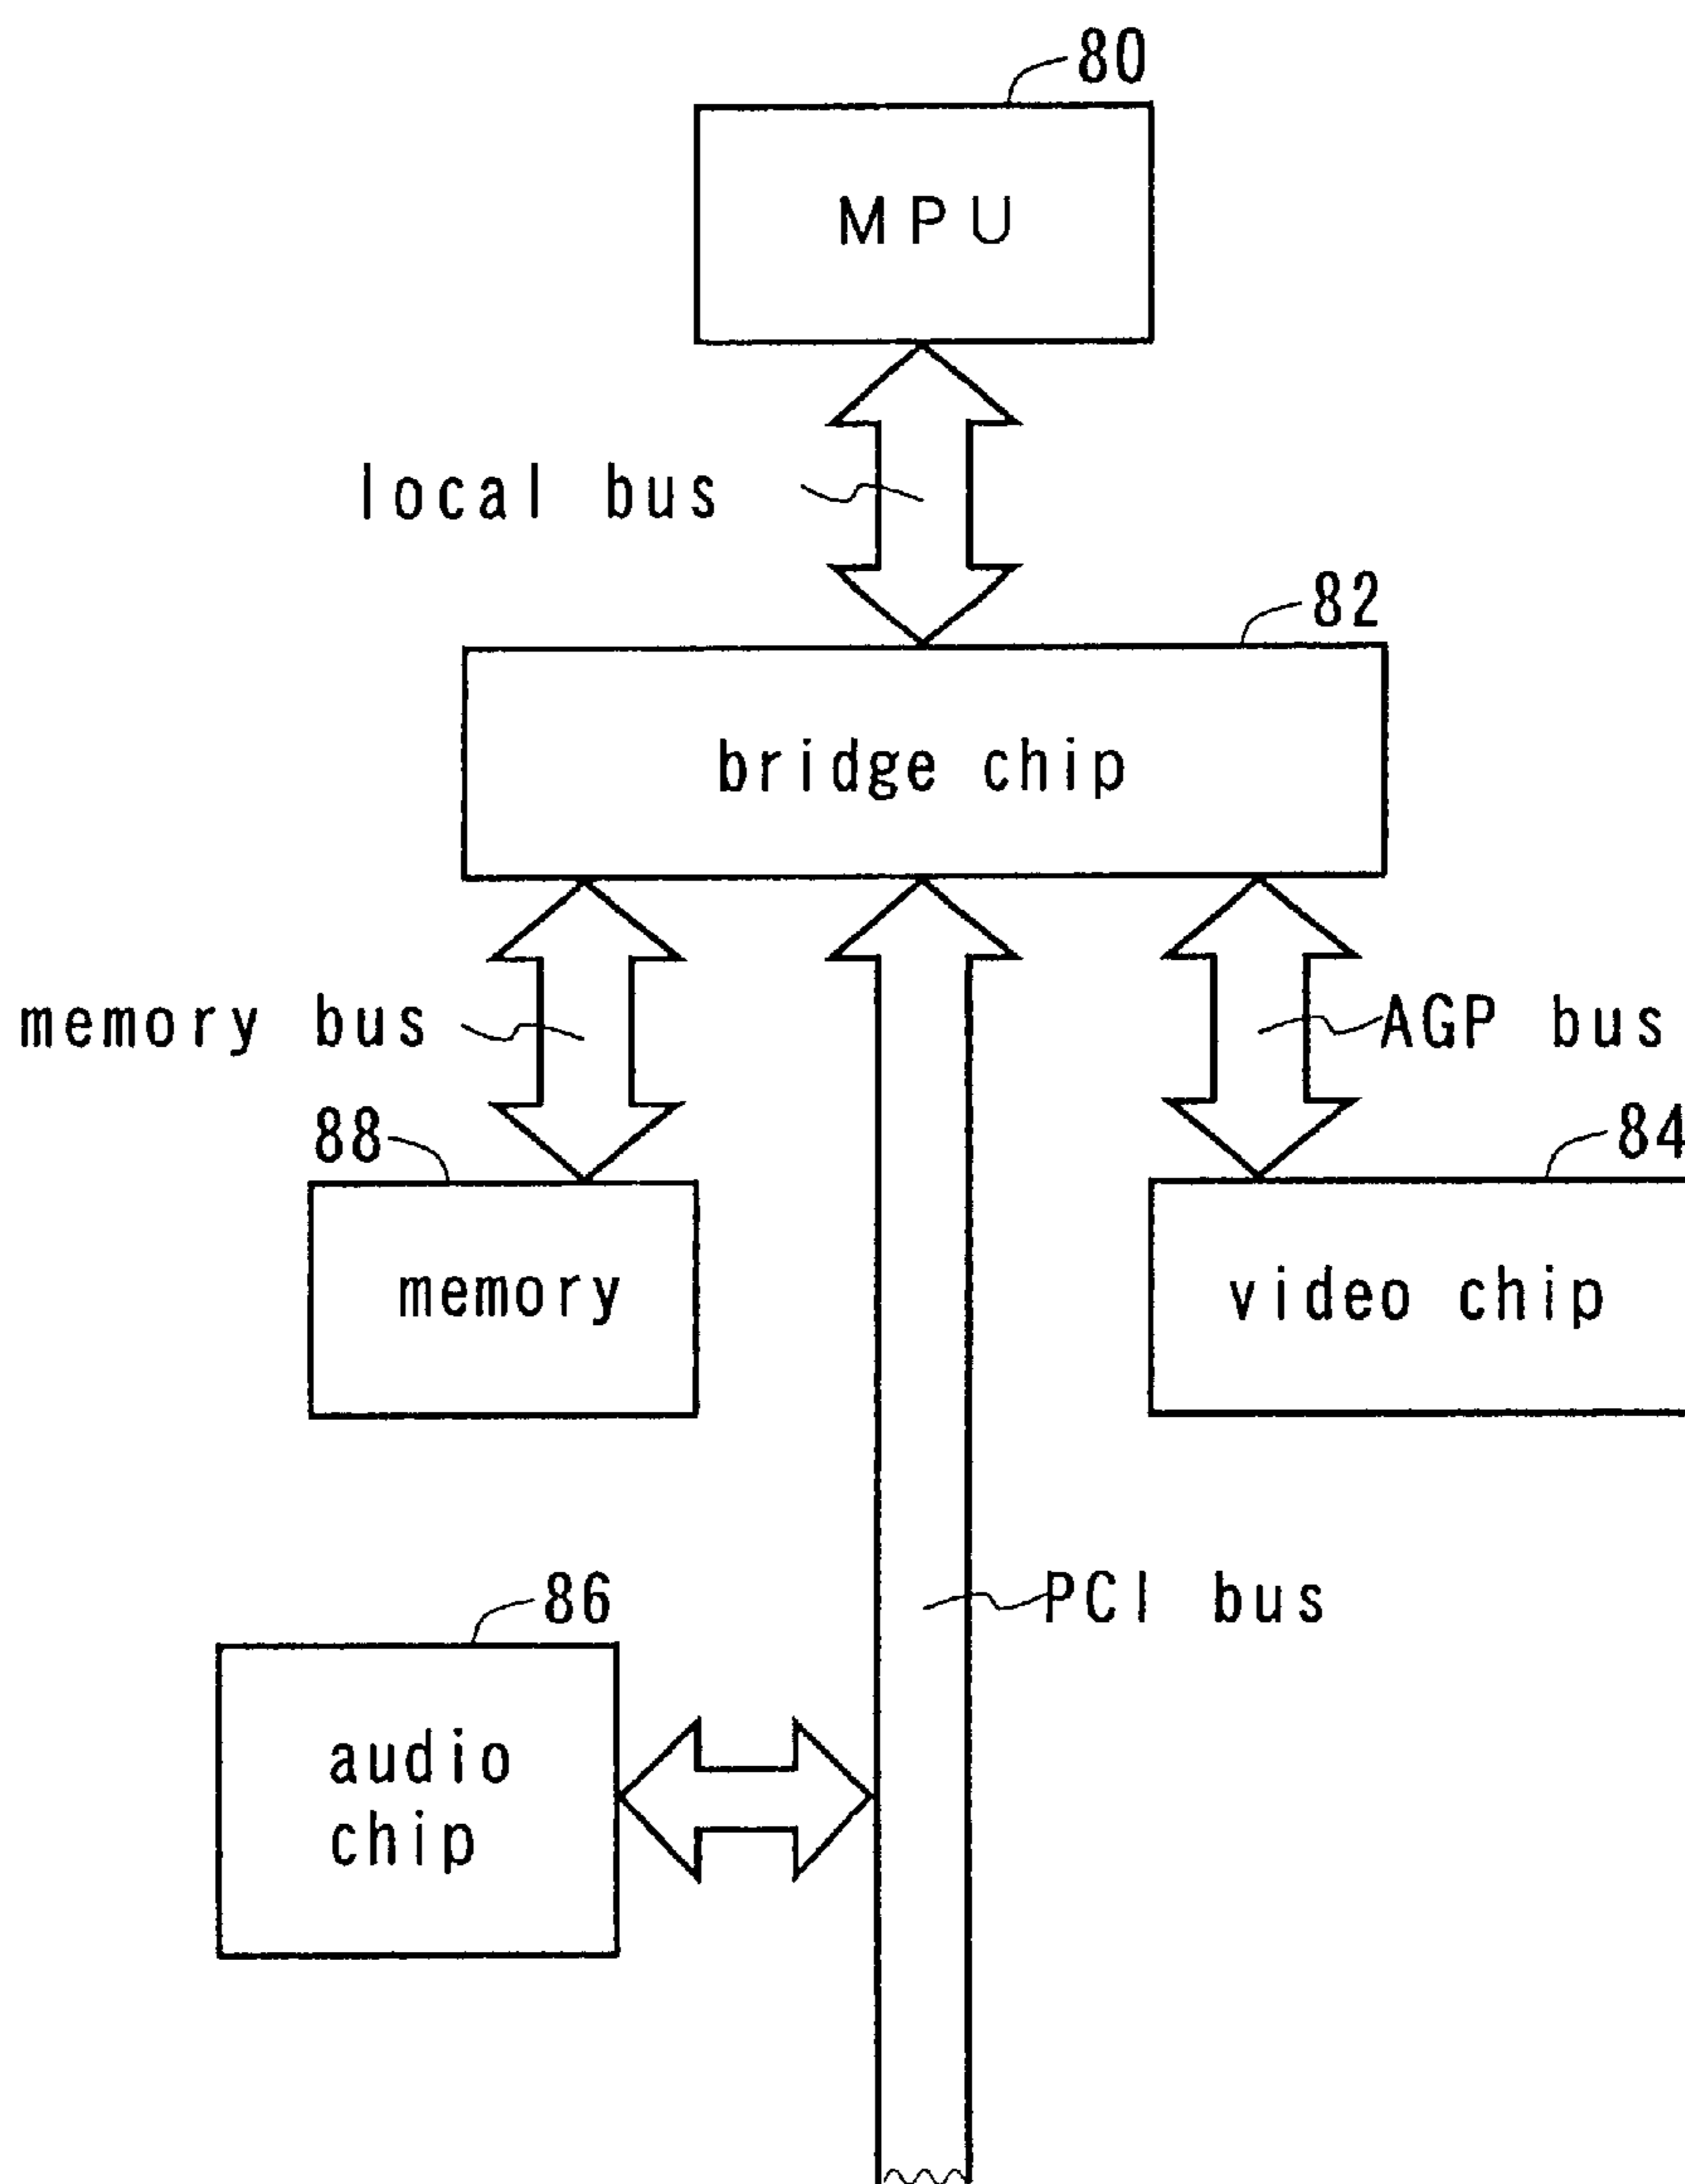 80
MPU
local bus
82
bridge chip
memory bus
AGP bus
88
84
memory
video chip
86
PCI bus
audio
chip